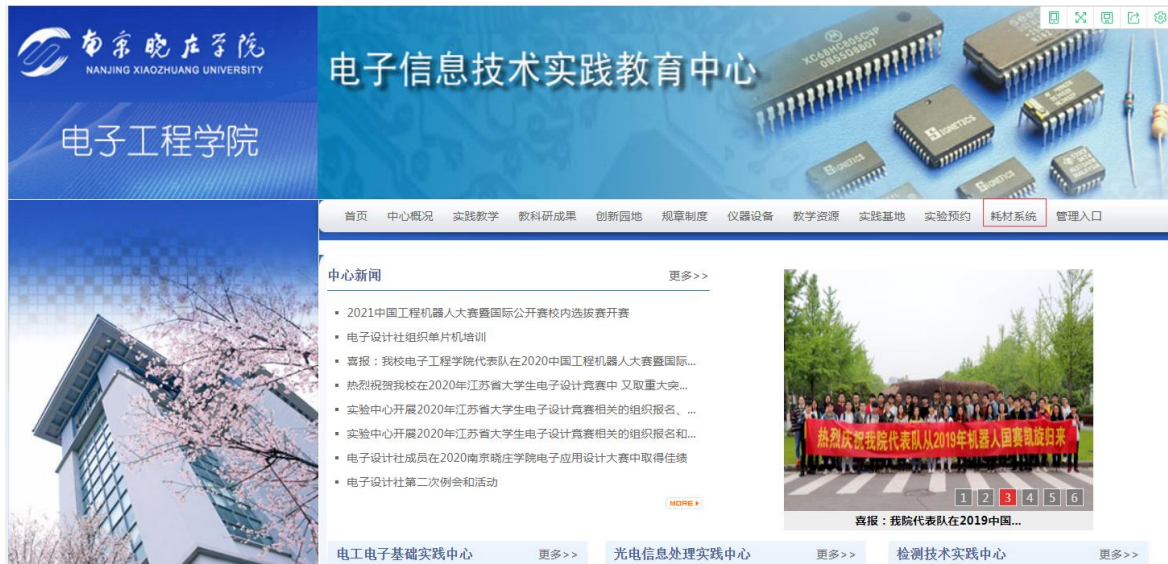 南京晓庄学院
NANJING XIAOZHUANG UNIVERSITY
电子工程学院
电子信息技术实践教育中心
XC68HC805C4P
0B55D8807
SIGNETICS
SIGNETICS
SIGNETICS
首页 中心概况 实践教学 教科研成果 创新园地 规章制度 仪器设备 教学资源 实践基地 实验预约 耗材系统 管理入口
中心新闻 更多>>
2021中国工程机器人大赛暨国际公开赛校内选拔赛开赛
电子设计社组织单片机培训
喜报：我校电子工程学院代表队在2020中国工程机器人大赛暨国际...
热烈祝贺我校在2020年江苏省大学生电子设计竞赛中 又取重大突...
实验中心开展2020年江苏省大学生电子设计竞赛相关的组织报名、...
实验中心开展2020年江苏省大学生电子设计竞赛相关的组织报名和...
电子设计社成员在2020南京晓庄学院电子应用设计大赛中取得佳绩
电子设计社第二次例会和活动
MORE
热烈庆祝我院代表队从2019年机器人国赛凯旋归来
1 2 3 4 5 6
喜报：我院代表队在2019中国...
电工电子基础实践中心 更多>> 光电信息处理实践中心 更多>> 检测技术实践中心 更多>>